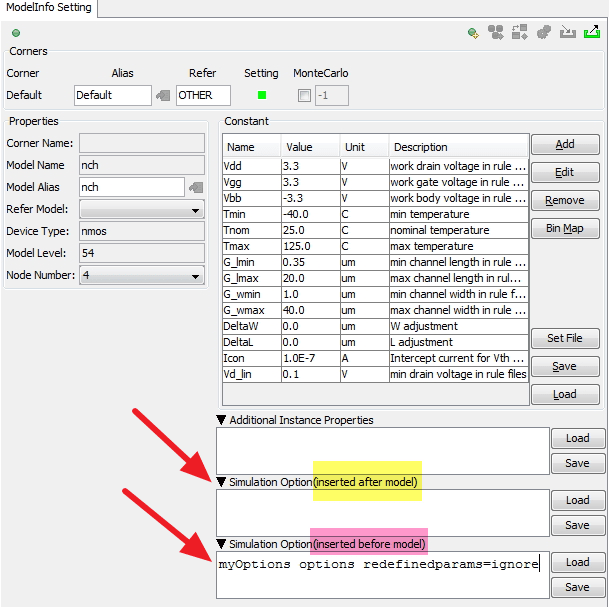 ModelInfo Setting
Corners
Corner Alias Refer Setting MonteCarlo
Default Default OTHER -1
Properties
Corner Name:
Model Name nch
Model Alias nch
Refer Model:
Device Type: nmos
Model Level: 54
Node Number: 4
Constant
Name Value Unit Description
Vdd 3.3 V work drain voltage in rule ...
Vgg 3.3 V work gate voltage in rule ...
Vbb -3.3 V work body voltage in rule ...
Tmin -40.0 C min temperature
Tnom 25.0 C nominal temperature
Tmax 125.0 C max temperature
G_lmin 0.35 um min channel length in rule ...
G_lmax 20.0 um max channel length in rul...
G_wmin 1.0 um min channel width in rule f...
G_wmax 40.0 um max channel width in rule ...
DeltaW 0.0 um W adjustment
DeltaL 0.0 um L adjustment
Icon 1.0E-7 A Intercept current for Vth ...
Vd_lin 0.1 V min drain voltage in rule files
Add
Edit
Remove
Bin Map
Set File
Save
Load
Additional Instance Properties
Load
Save
Simulation Option(inserted after model)
Load
Save
Simulation Option(inserted before model)
myOptions options redefinedparams=ignore
Load
Save